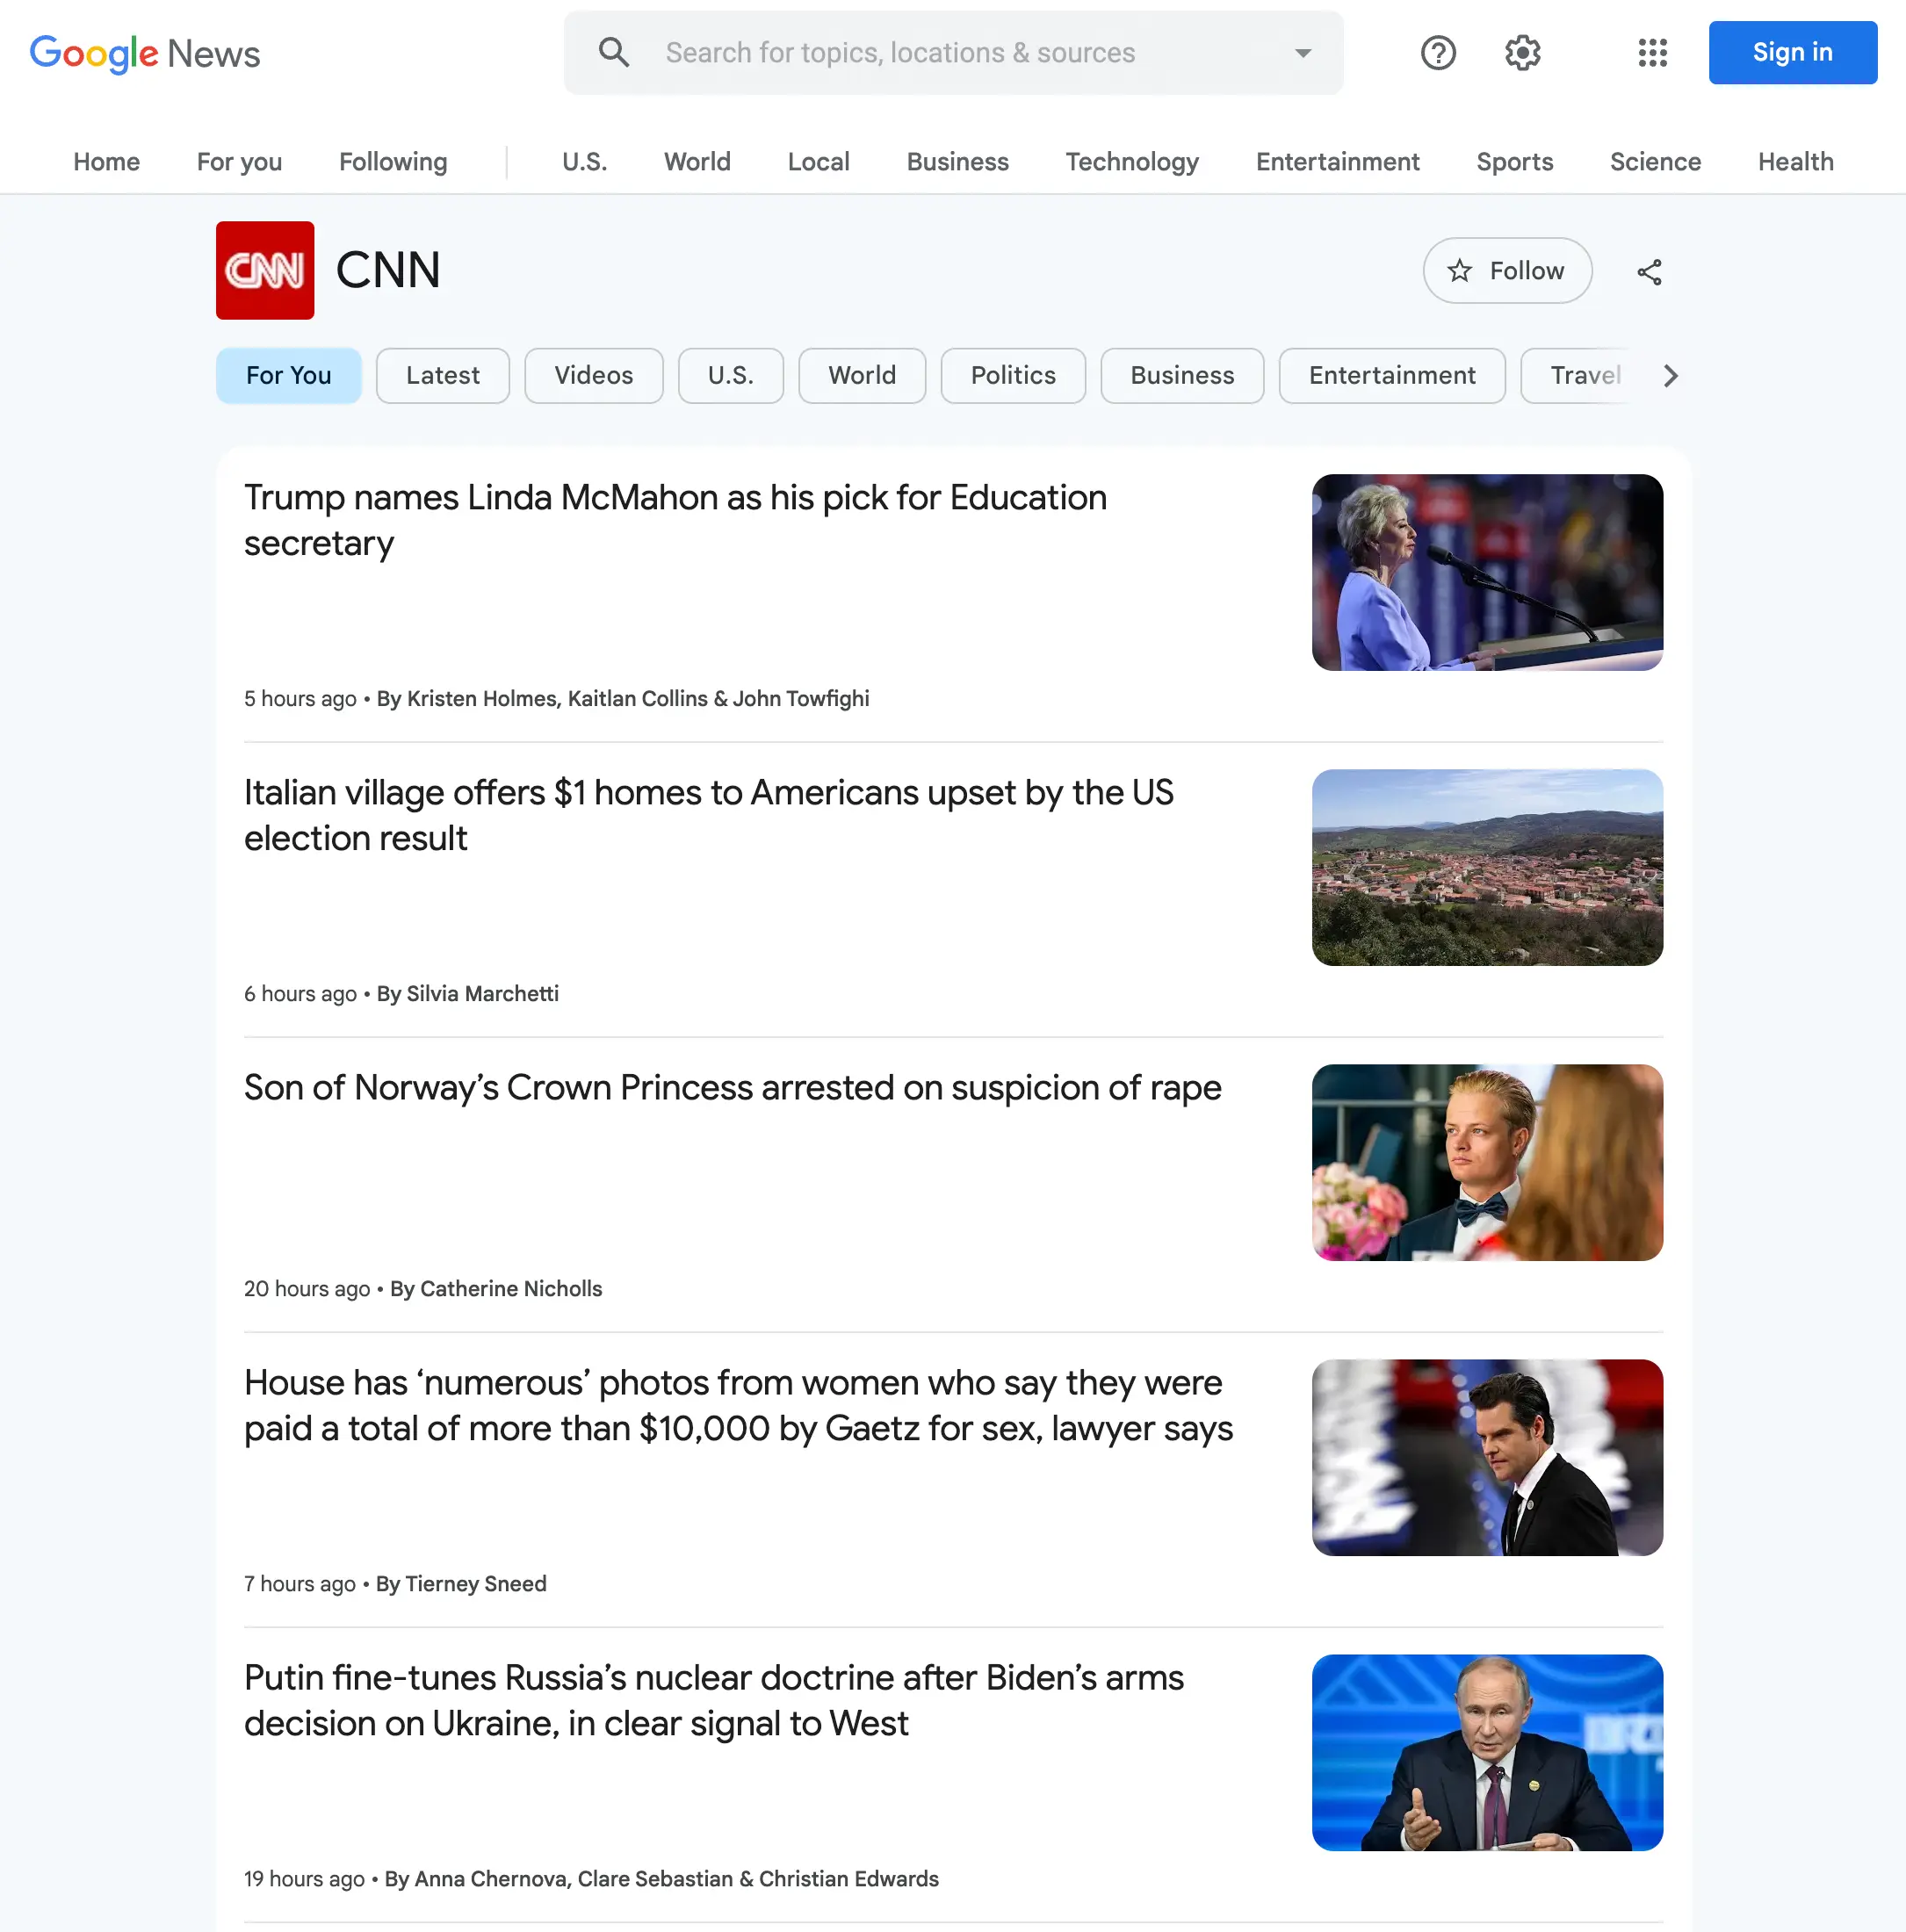 Google News
Search for topics, locations & sources
Sign in
Home For you Following U.S. World Local Business Technology Entertainment Sports Science Health
CNN CNN
Follow
For You Latest Videos U.S. World Politics Business Entertainment Travel
Trump names Linda McMahon as his pick for Education
secretary
5 hours ago • By Kristen Holmes, Kaitlan Collins & John Towfighi
Italian village offers $1 homes to Americans upset by the US
election result
6 hours ago • By Silvia Marchetti
Son of Norway’s Crown Princess arrested on suspicion of rape
20 hours ago • By Catherine Nicholls
House has ‘numerous’ photos from women who say they were
paid a total of more than $10,000 by Gaetz for sex, lawyer says
7 hours ago • By Tierney Sneed
Putin fine-tunes Russia’s nuclear doctrine after Biden’s arms
decision on Ukraine, in clear signal to West
19 hours ago • By Anna Chernova, Clare Sebastian & Christian Edwards